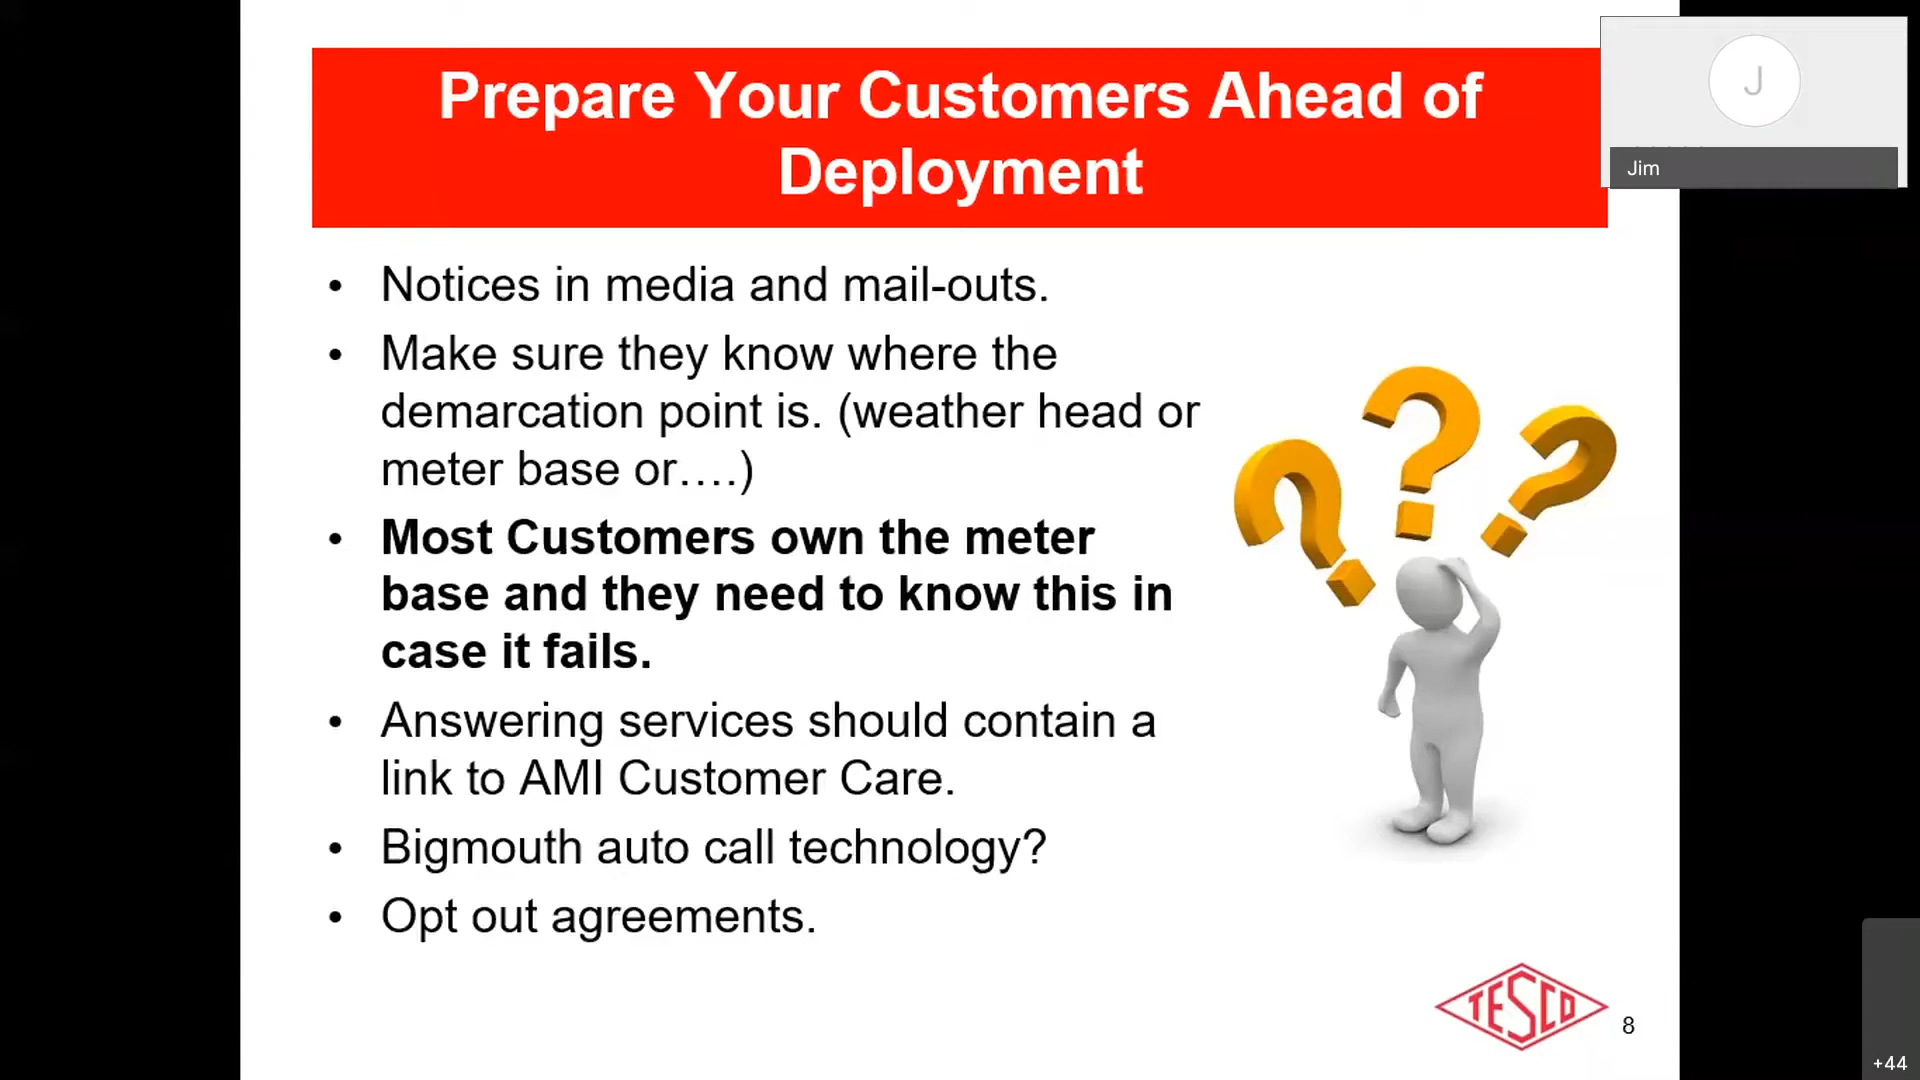 Prepare Your Customers Ahead of
Deployment
J
Jim
• Notices in media and mail-outs.
• Make sure they know where the
demarcation point is. (weather head or
meter base or….)
• Most Customers own the meter
base and they need to know this in
case it fails.
• Answering services should contain a
link to AMI Customer Care.
• Bigmouth auto call technology?
• Opt out agreements.
TESCO
8
+44